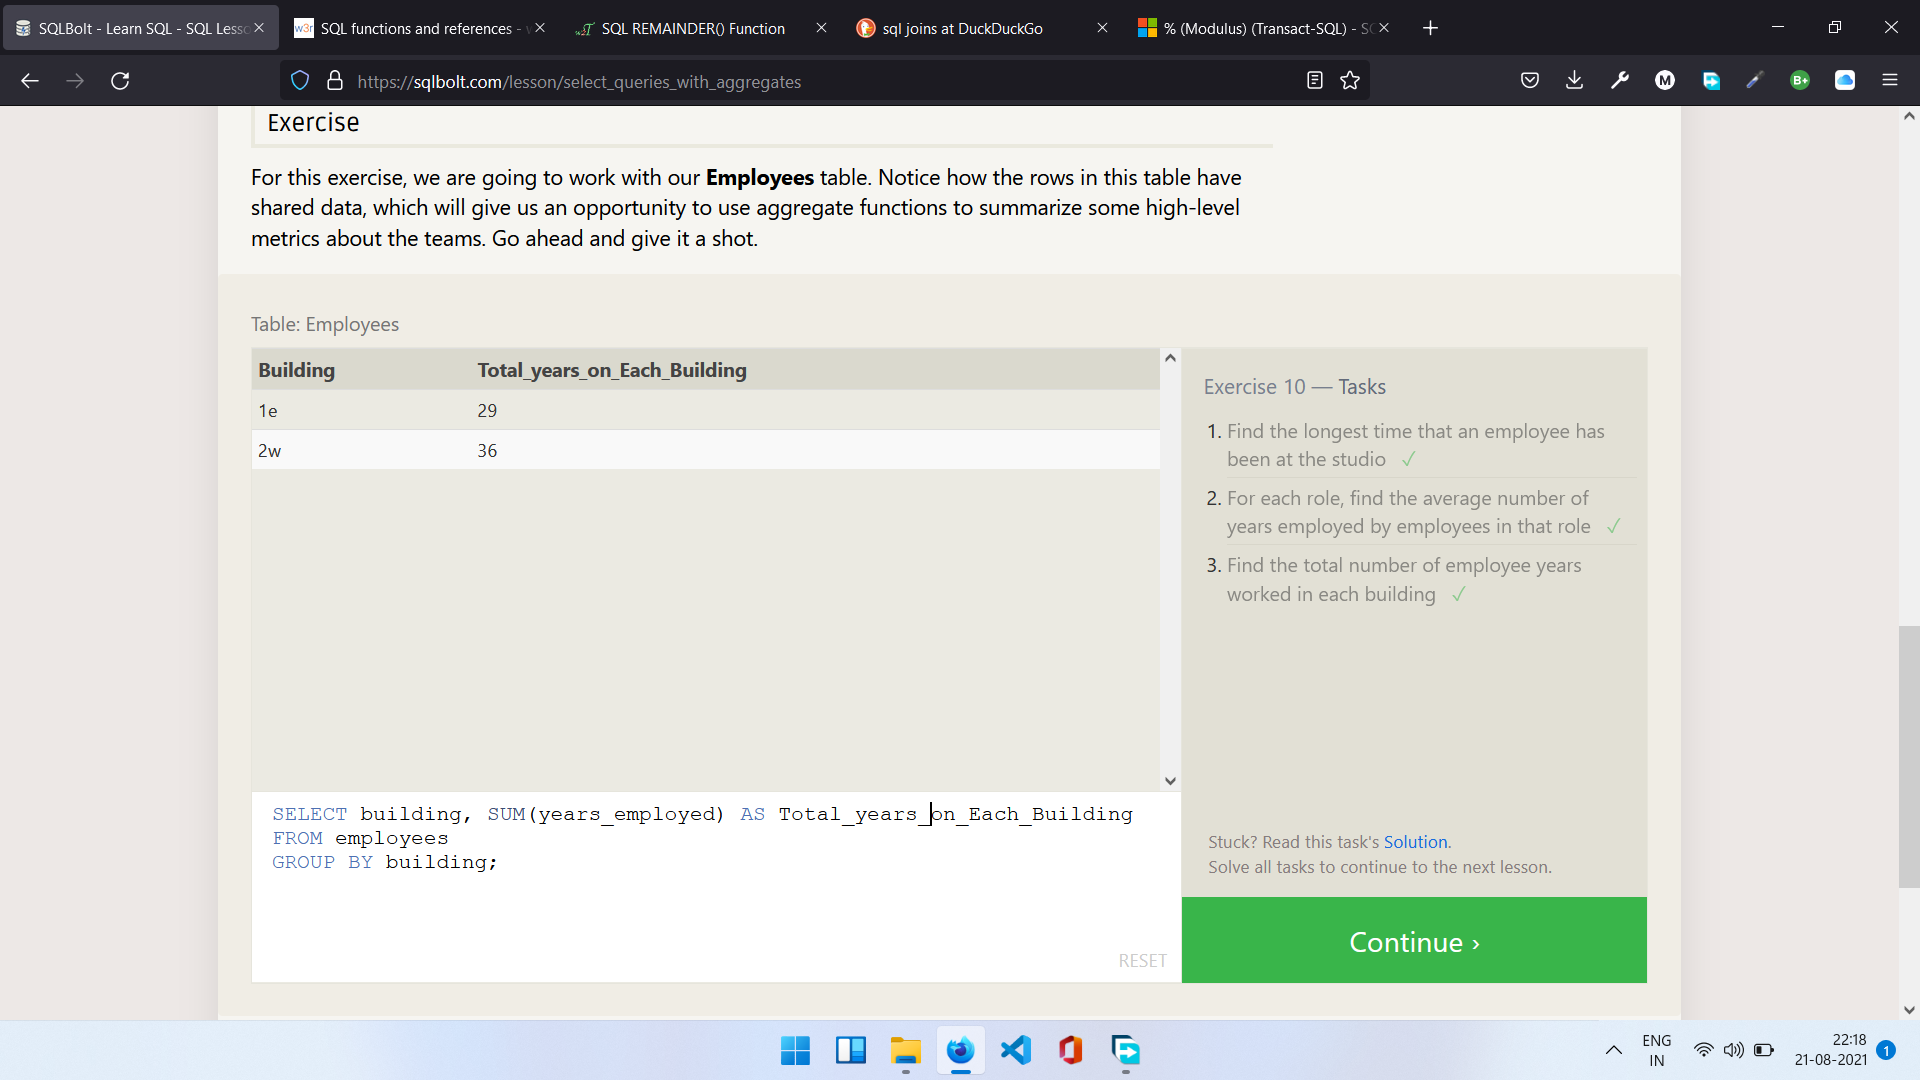 SQLBolt - Learn SQL - SQL Lesso
w3r SQL functions and references - w
SQL REMAINDER() Function
sql joins at DuckDuckGo
% (Modulus) (Transact-SQL) - SQ
https://sqlbolt.com/lesson/select_queries_with_aggregates
M
B+
Exercise
For this exercise, we are going to work with our Employees table. Notice how the rows in this table have
shared data, which will give us an opportunity to use aggregate functions to summarize some high-level
metrics about the teams. Go ahead and give it a shot.
Table: Employees
Building Total_years_on_Each_Building
1e 29
2w 36
SELECT building, SUM(years_employed) AS Total_years_on_Each_Building
FROM employees
GROUP BY building;
RESET
Exercise 10 — Tasks
1. Find the longest time that an employee has
been at the studio ✓
2. For each role, find the average number of
years employed by employees in that role ✓
3. Find the total number of employee years
worked in each building ✓
Stuck? Read this task's Solution.
Solve all tasks to continue to the next lesson.
Continue ›
ENG
IN
22:18
21-08-2021
1